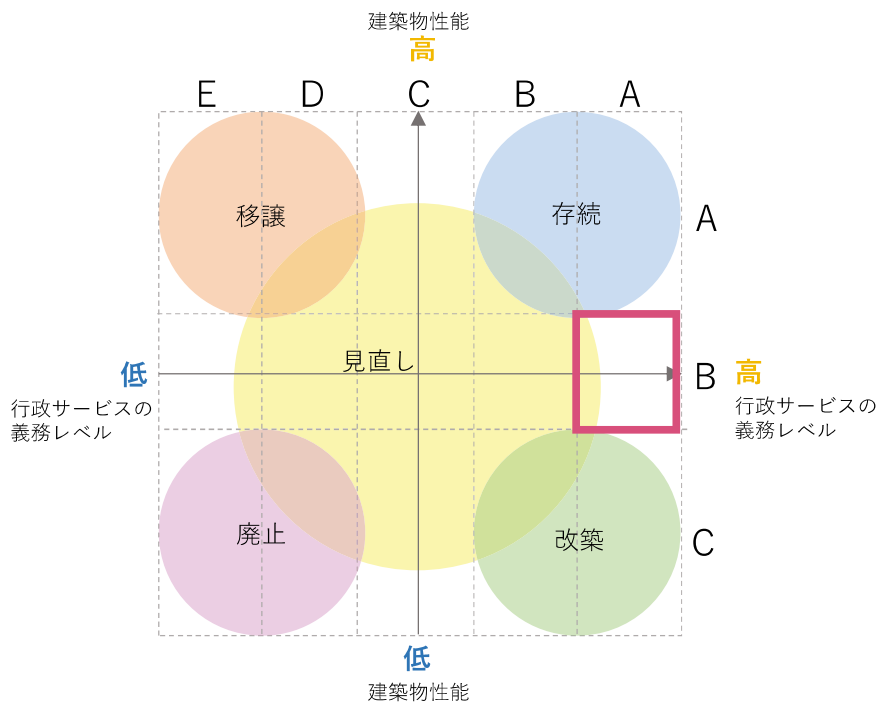 建築物性能
高
E D C B A
移譲
存続
A
見直し
低
B
高
行政サービスの
義務レベル
行政サービスの
義務レベル
廃止
改築
C
低
建築物性能